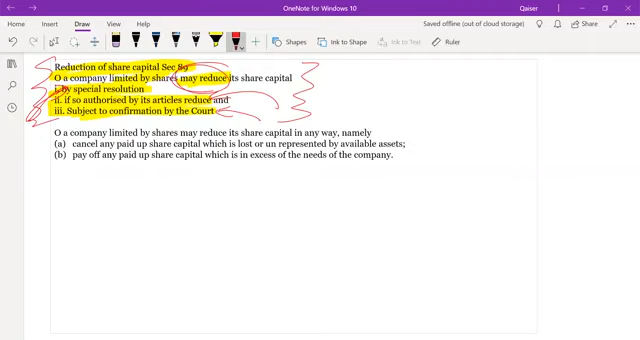 OneNote for Windows 10
Saved offline (out of cloud storage)
Qaiser
Home Insert Draw View Help
Shapes Ink to Shape Ink to Text Ruler
Reduction of share capital Sec 89
O a company limited by shares may reduce its share capital
i. by special resolution
ii. if so authorised by its articles reduce and
iii. Subject to confirmation by the Court
O a company limited by shares may reduce its share capital in any way, namely
(a) cancel any paid up share capital which is lost or un represented by available assets;
(b) pay off any paid up share capital which is in excess of the needs of the company.